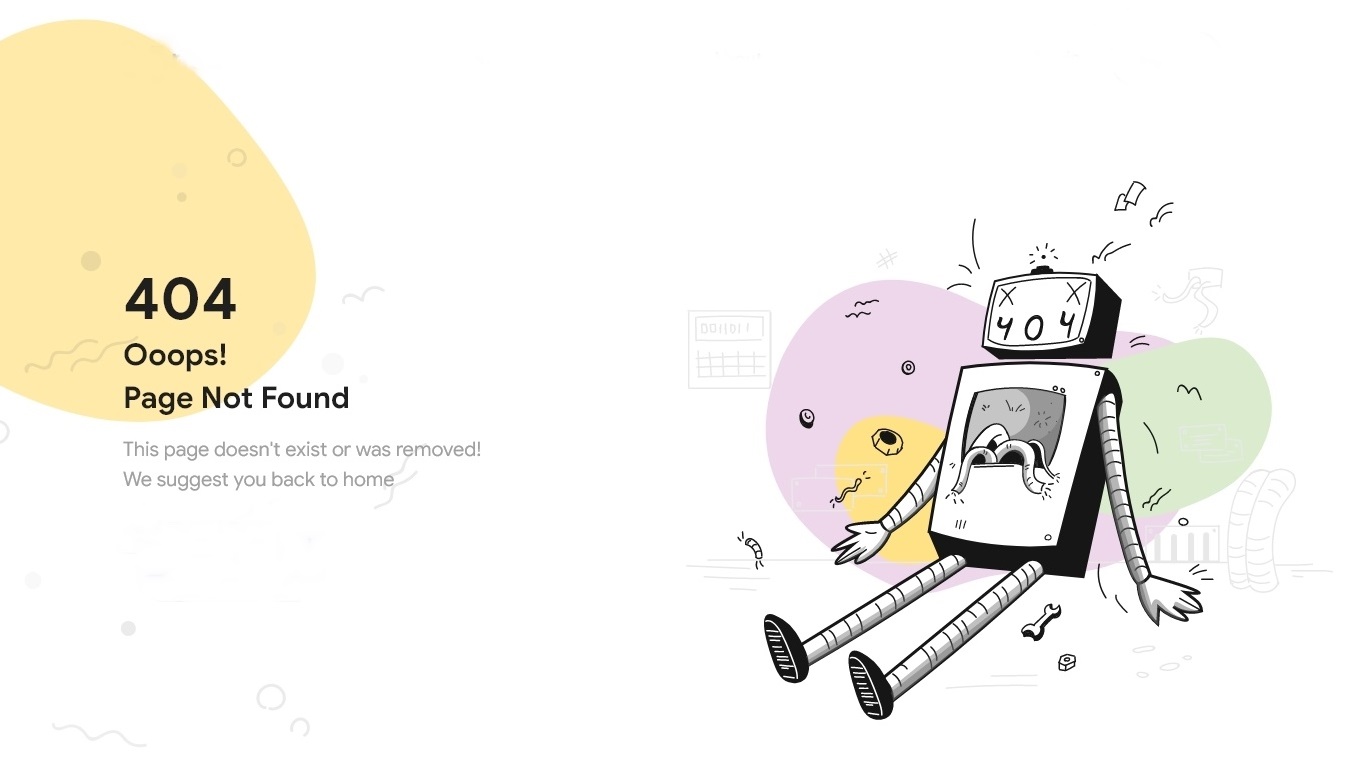 404
Ooops!
Page Not Found
This page doesn't exist or was removed!
We suggest you back to home
404